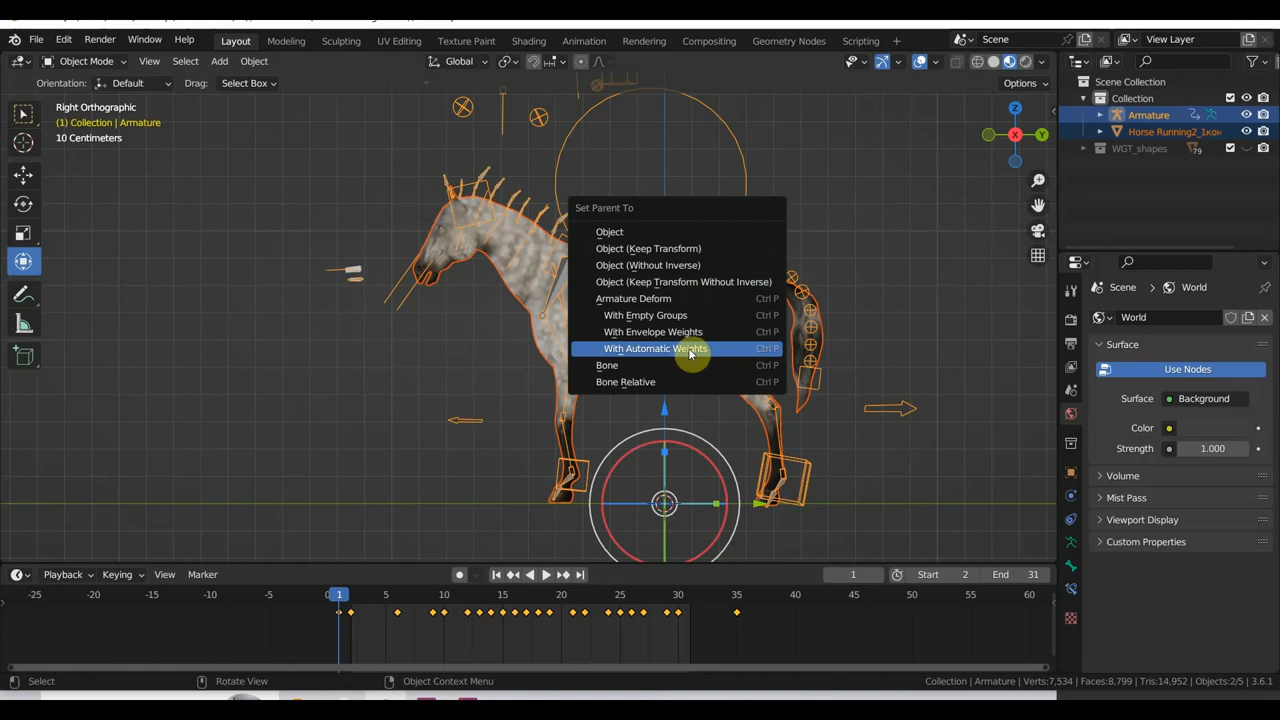 File Edit Render Window Help Layout Modeling Sculpting UV Editing Texture Paint Shading Animation Rendering Compositing Geometry Nodes Scripting + Scene View Layer
Object Mode View Select Add Object Global Options
Orientation: Default Drag: Select Box
Right Orthographic
(1) Collection | Armature
10 Centimeters
Z
X Y
Scene Collection
Collection
Armature
Horse Running2_1кон
WGT_shapes 79
Set Parent To
Object
Object (Keep Transform)
Object (Without Inverse)
Object (Keep Transform Without Inverse)
Armature Deform Ctrl P
With Empty Groups Ctrl P
With Envelope Weights Ctrl P
With Automatic Weights Ctrl P
Bone Ctrl P
Bone Relative Ctrl P
Scene World
World
Surface
Use Nodes
Surface Background
Color
Strength 1.000
Volume
Mist Pass
Viewport Display
Custom Properties
Playback Keying View Marker 1 Start 2 End 31
-25 -20 -15 -10 -5 0 1 5 10 15 20 25 30 35 40 45 50 55 60
Select Rotate View Object Context Menu Collection | Armature | Verts:7,534 | Faces:8,799 | Tris:14,952 | Objects:2/5 | 3.6.1